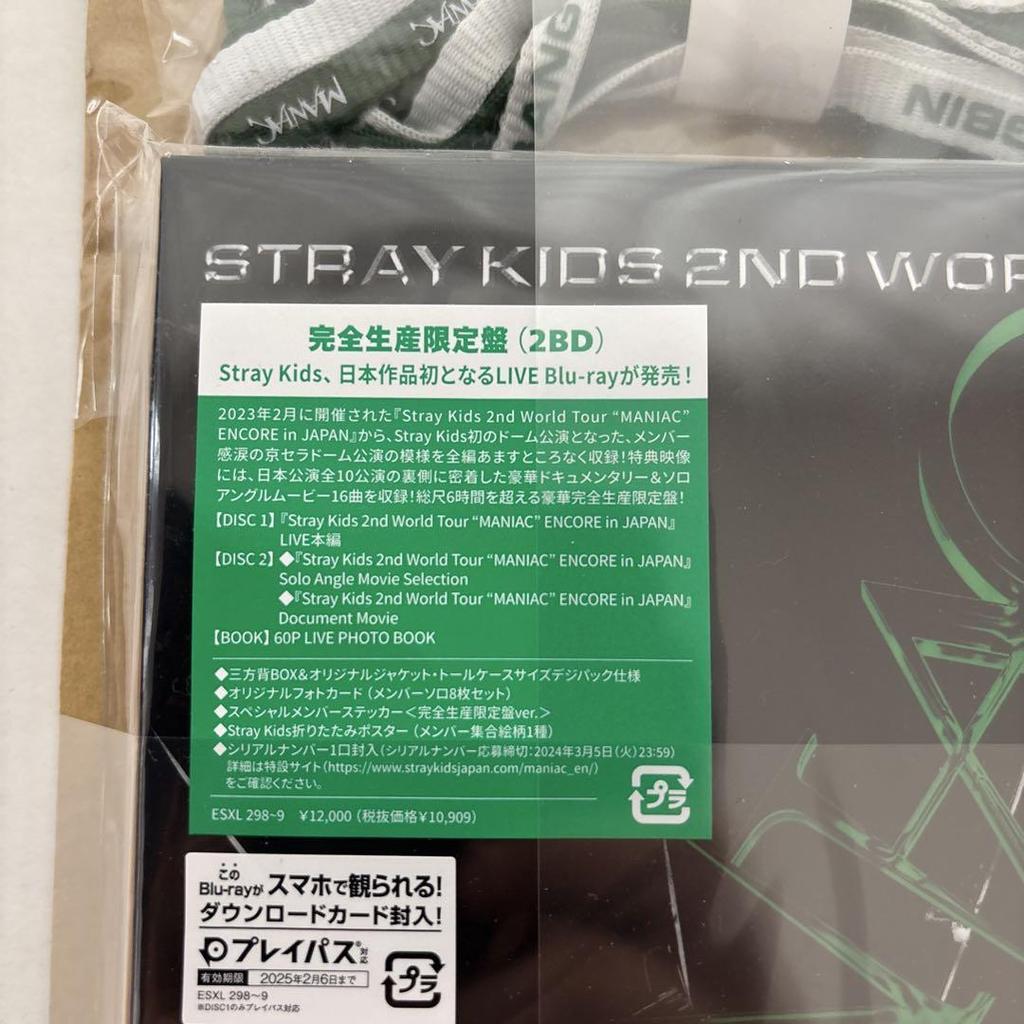 MANIAC
MANIAC
ANG
NIB
STRAY KIDS 2ND WOR
完全生産限定盤(2BD)
Stray Kids、日本作品初となるLIVE Blu-rayが発売!
2023年2月に開催された『Stray Kids 2nd World Tour “MANIAC”
ENCORE in JAPAN』から、Stray Kids初のドーム公演となった、メンバー
感涙の京セラドーム公演の模様を全編あますところなく収録!特典映像
には、日本公演全10公演の裏側に密着した豪華ドキュメンタリー&ソロ
アングルムービー16曲を収録!総尺6時間を超える豪華完全生産限定盤!
【DISC 1】『Stray Kids 2nd World Tour “MANIAC” ENCORE in JAPAN』
LIVE本編
【DISC 2】◆『Stray Kids 2nd World Tour “MANIAC” ENCORE in JAPAN』
Solo Angle Movie Selection
◆『Stray Kids 2nd World Tour “MANIAC” ENCORE in JAPAN』
Document Movie
【BOOK】60P LIVE PHOTO BOOK
◆三方背BOX&オリジナルジャケット・トールケースサイズデジパック仕様
◆オリジナルフォトカード(メンバーソロ8枚セット)
◆スペシャルメンバーステッカー<完全生産限定盤ver.>
◆Stray Kids折りたたみポスター(メンバー集合絵柄1種)
◆シリアルナンバー1口封入(シリアルナンバー応募締切:2024年3月5日(火)23:59)
詳細は特設サイト(https://www.straykidsjapan.com/maniac_en/)
をご確認ください。
プラ
ESXL 298~9 ¥12,000(税抜価格¥10,909)
このBlu-rayがスマホで観られる!
ダウンロードカード封入!
プレイパス®対応
有効期限 2025年2月6日まで
プラ
ESXL 298~9
※DISC1のみプレイパス対応